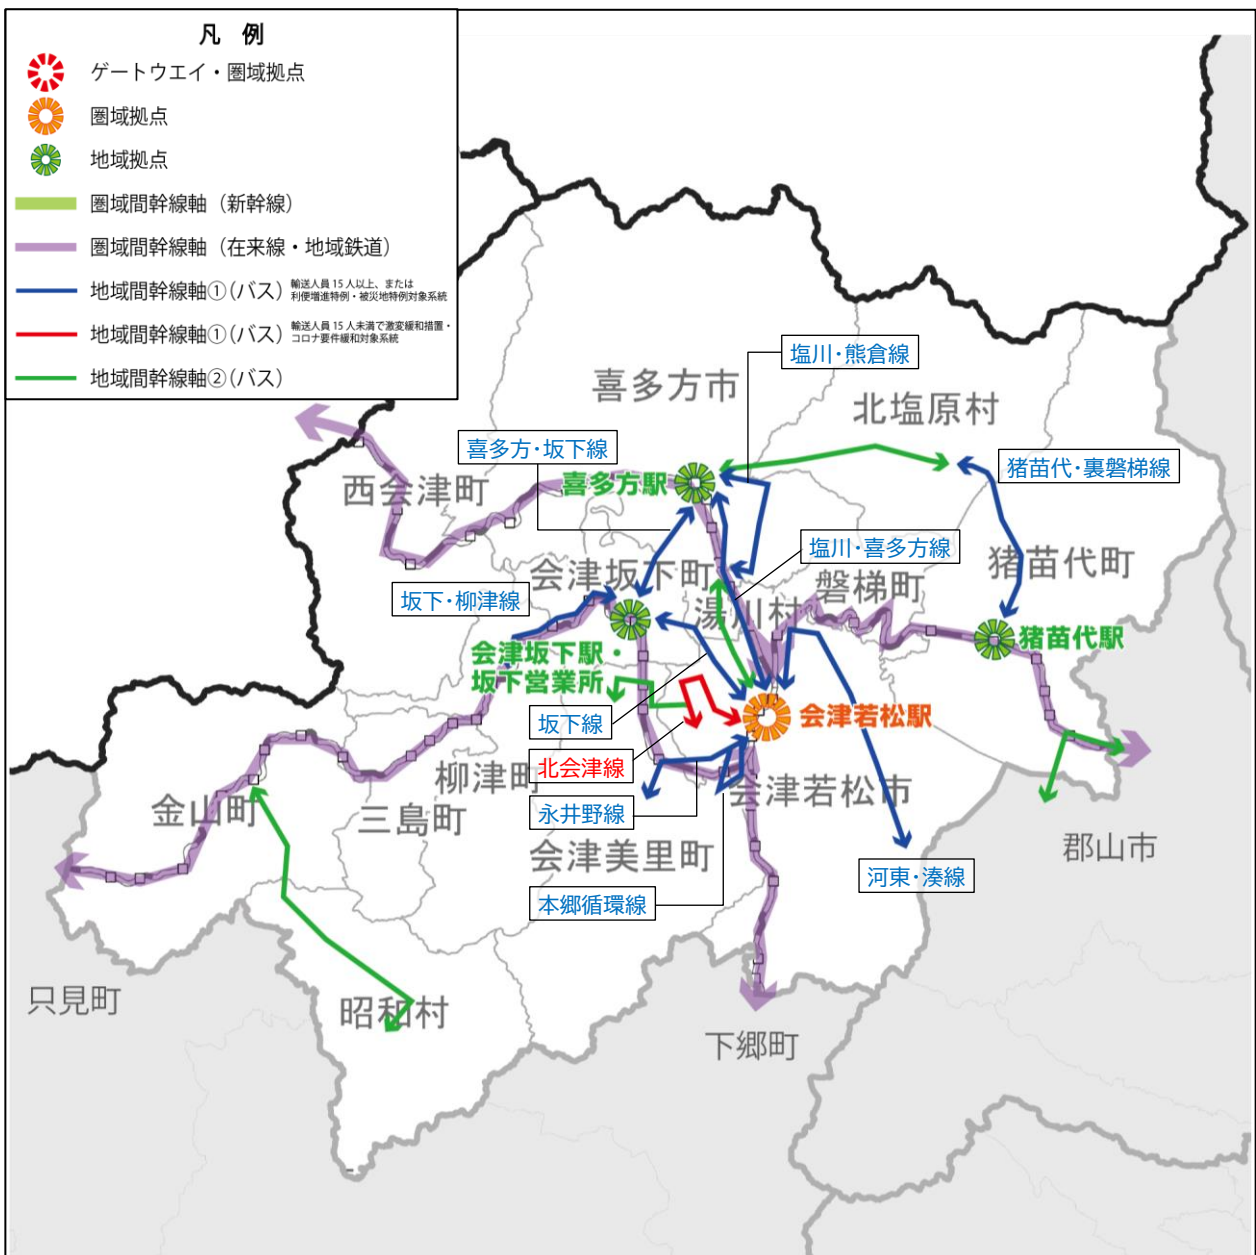 凡　例
ゲートウエイ・圏域拠点
圏域拠点
地域拠点
圏域間幹線軸（新幹線）
圏域間幹線軸（在来線・地域鉄道）
地域間幹線軸①(バス) 輸送人員 15 人以上、または
利便増進特例・被災地特例対象系統
地域間幹線軸①(バス) 輸送人員 15 人未満で激変緩和措置・
コロナ要件緩和対象系統
地域間幹線軸②(バス)
塩川・熊倉線
喜多方市
北塩原村
喜多方・坂下線
猪苗代・裏磐梯線
西会津町
喜多方駅
塩川・喜多方線
猪苗代町
会津坂下町
磐梯町
坂下・柳津線
湯川村
猪苗代駅
会津坂下駅・
坂下営業所
会津若松駅
坂下線
北会津線
柳津町
会津若松市
金山町
三島町
永井野線
郡山市
会津美里町
河東・湊線
本郷循環線
只見町
昭和村
下郷町